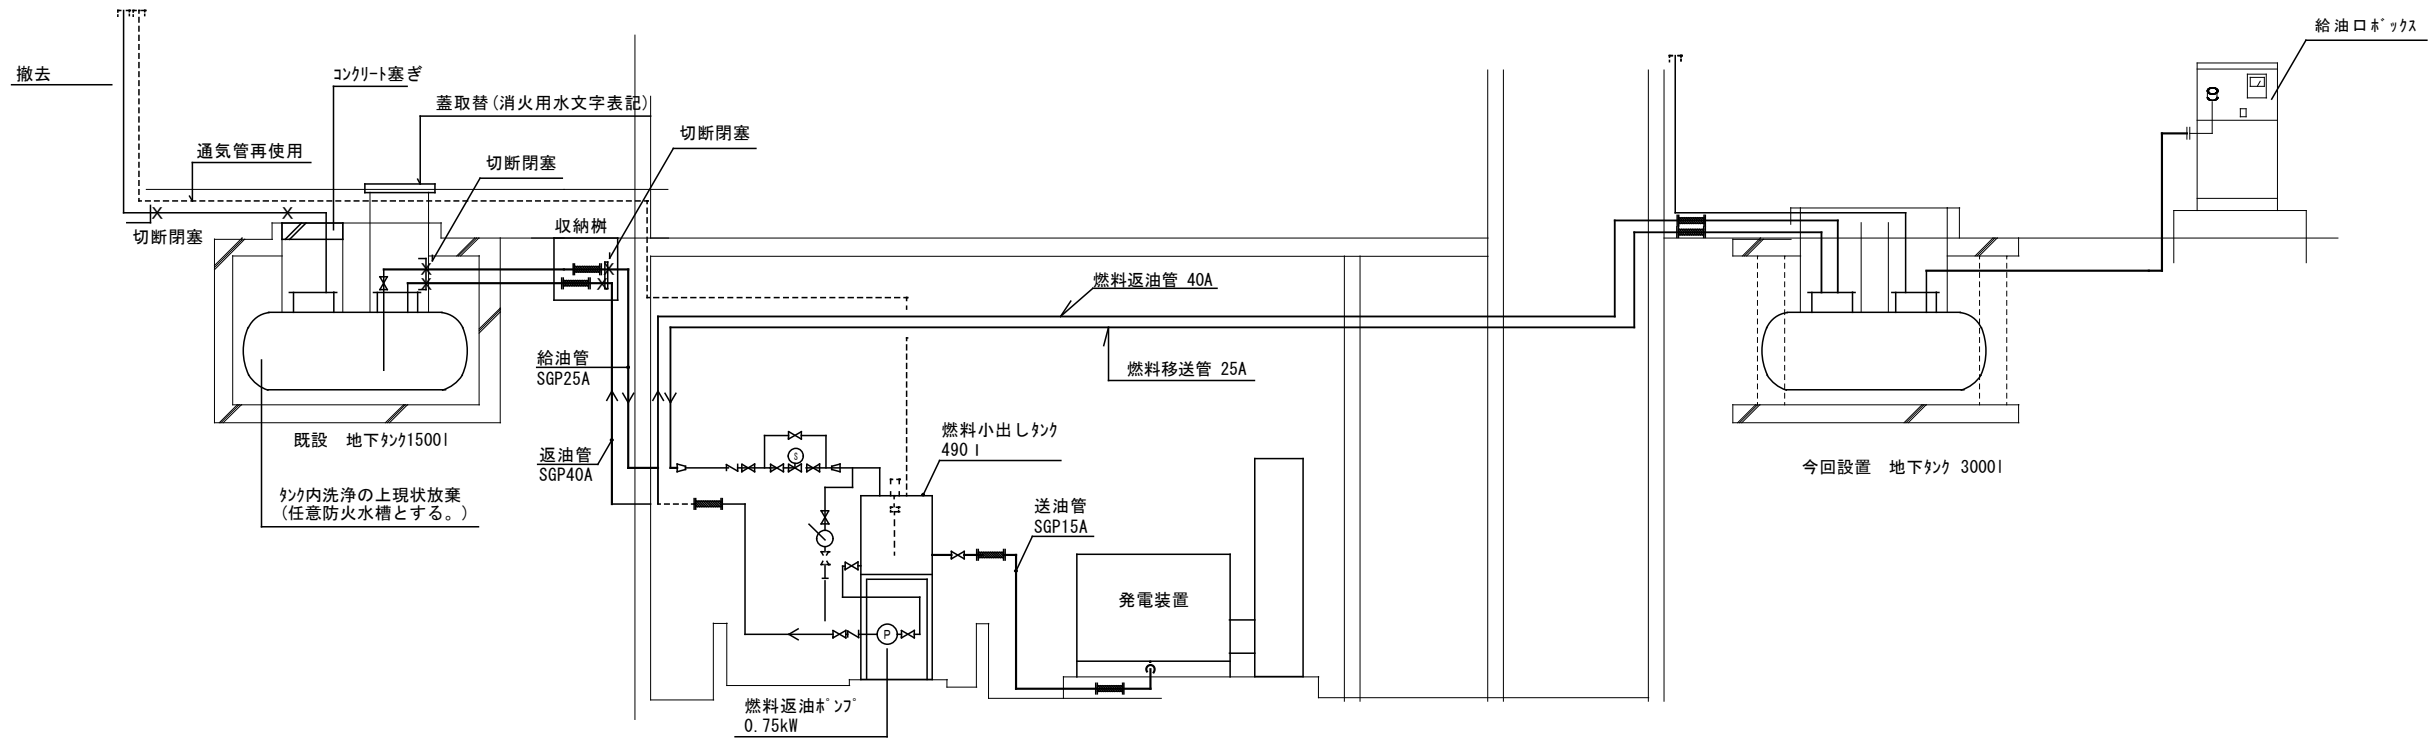 給油口ﾎﾞｯｸｽ
撤去
ｺﾝｸﾘｰﾄ塞ぎ
蓋取替(消火用水文字表記)
切断閉塞
通気管再使用
切断閉塞
収納桝
切断閉塞
燃料返油管 40A
給油管
SGP25A
燃料移送管 25A
既設 地下ﾀﾝｸ1500l
燃料小出しﾀﾝｸ
490 l
返油管
SGP40A
今回設置 地下ﾀﾝｸ 3000l
ﾀﾝｸ内洗浄の上現状放棄
(任意防火水槽とする。)
S
送油管
SGP15A
発電装置
P
燃料返油ﾎﾟﾝﾌﾟ
0.75kW